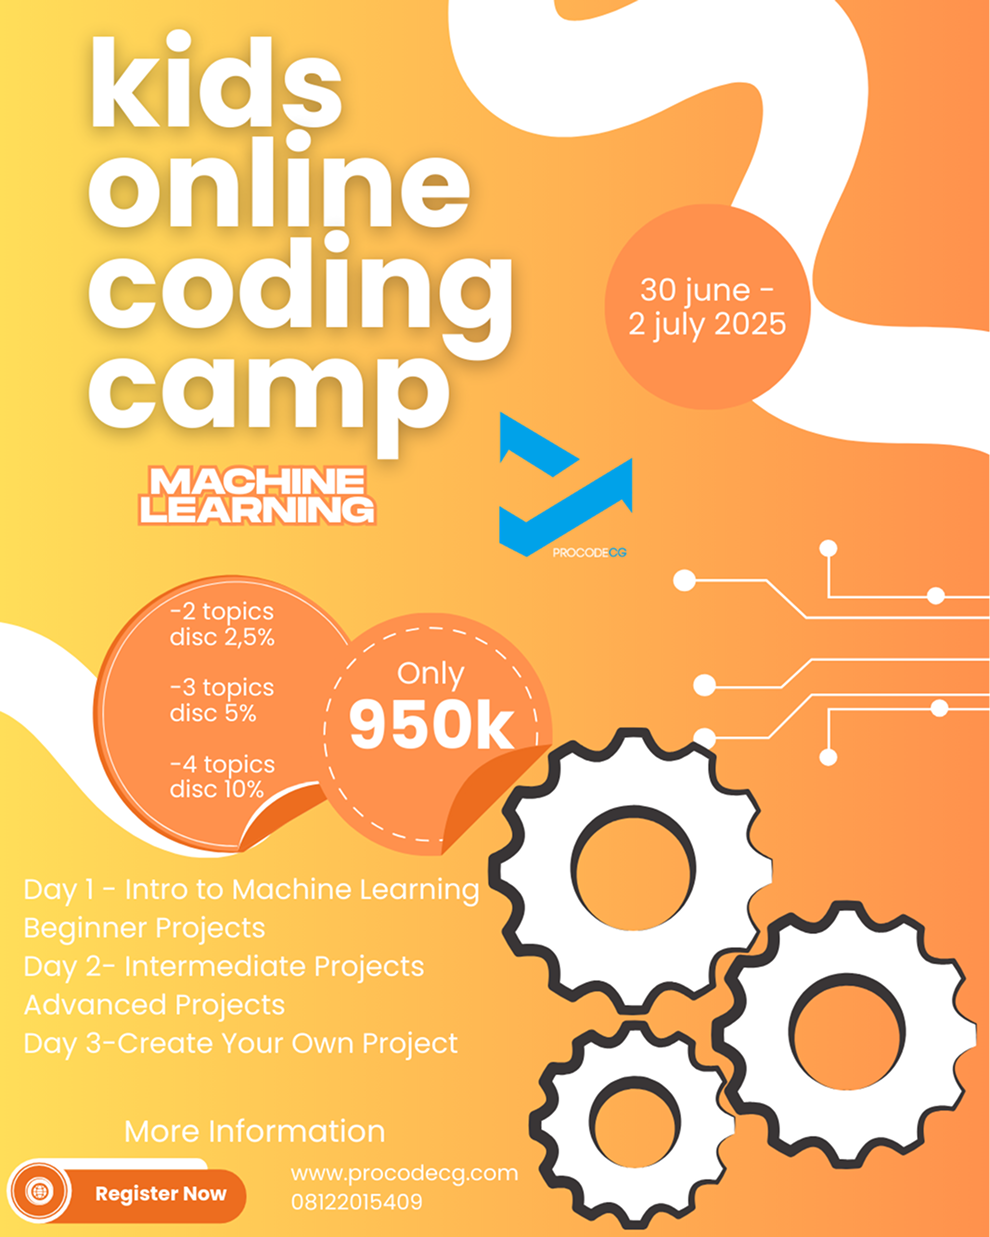 kids
online
coding
camp
30 june -
2 july 2025
MACHINE
LEARNING
PROCODECG
-2 topics
disc 2,5%
-3 topics
disc 5%
-4 topics
disc 10%
Only
950k
Day 1 - Intro to Machine Learning
Beginner Projects
Day 2- Intermediate Projects
Advanced Projects
Day 3-Create Your Own Project
More Information
Register Now
www.procodecg.com
08122015409